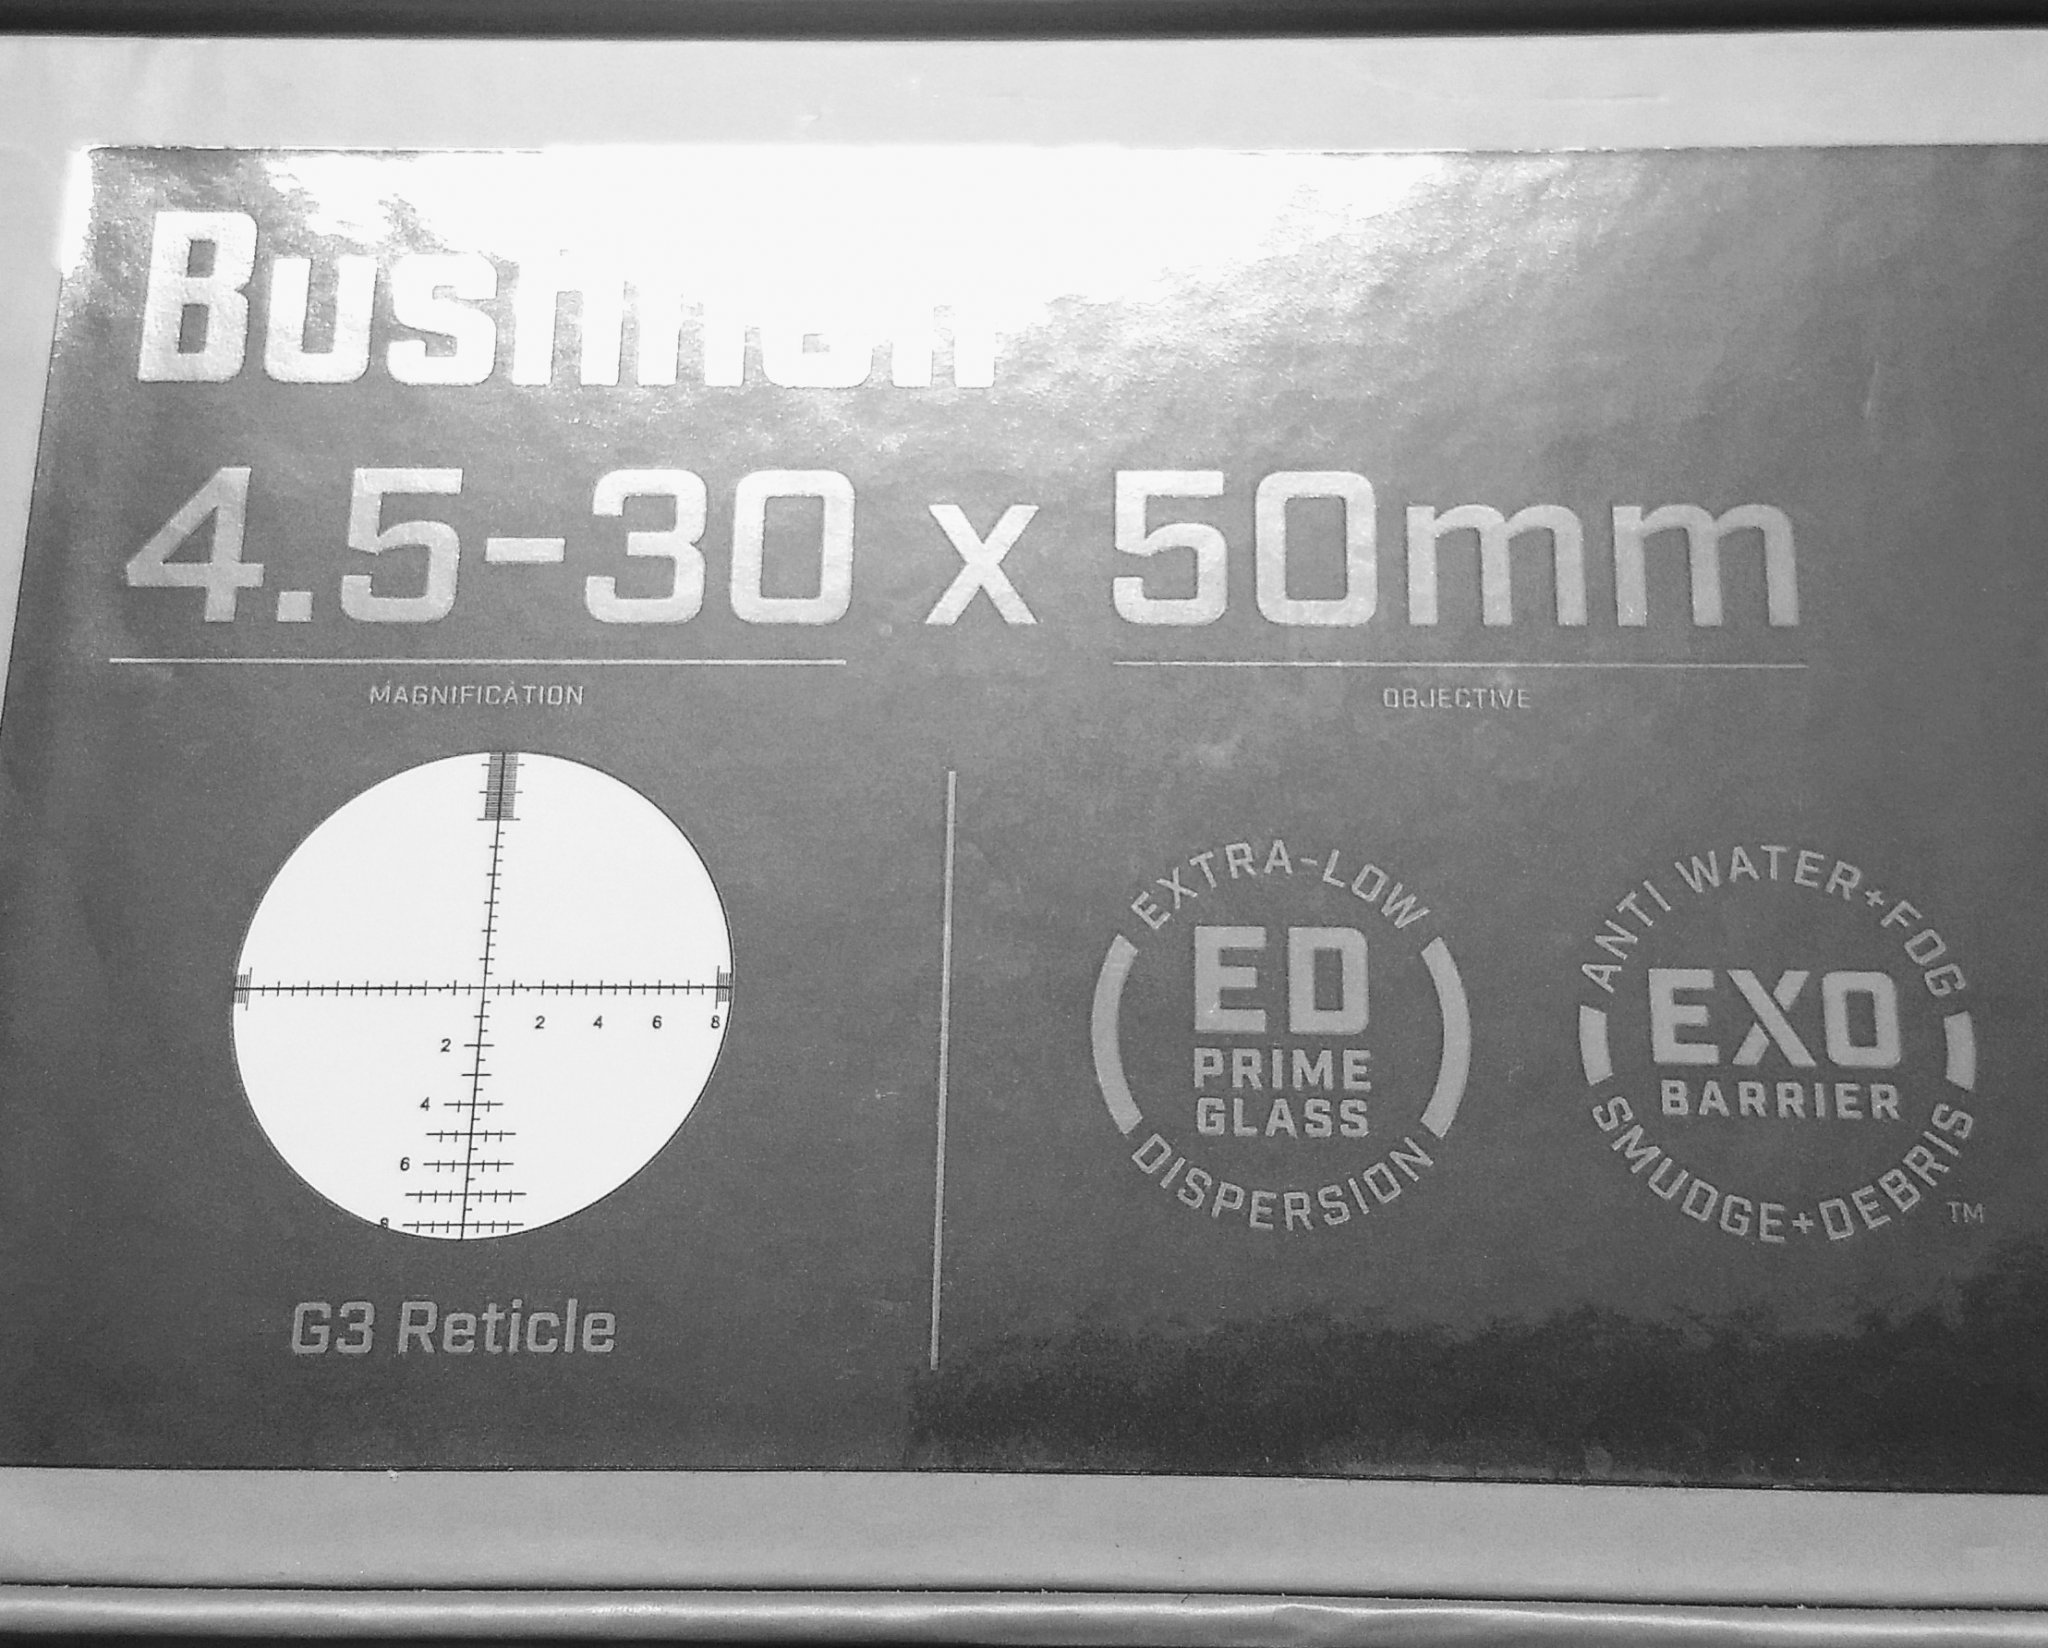 Bushnell
4.5-30 x 50mm
MAGNIFICATION
OBJECTIVE
2 4 6 8
2
4
6
8
G3 Reticle
EXTRA-LOW
ED
PRIME
GLASS
DISPERSION
ANTI WATER+FOG
EXO
BARRIER
SMUDGE+DEBRIS
TM